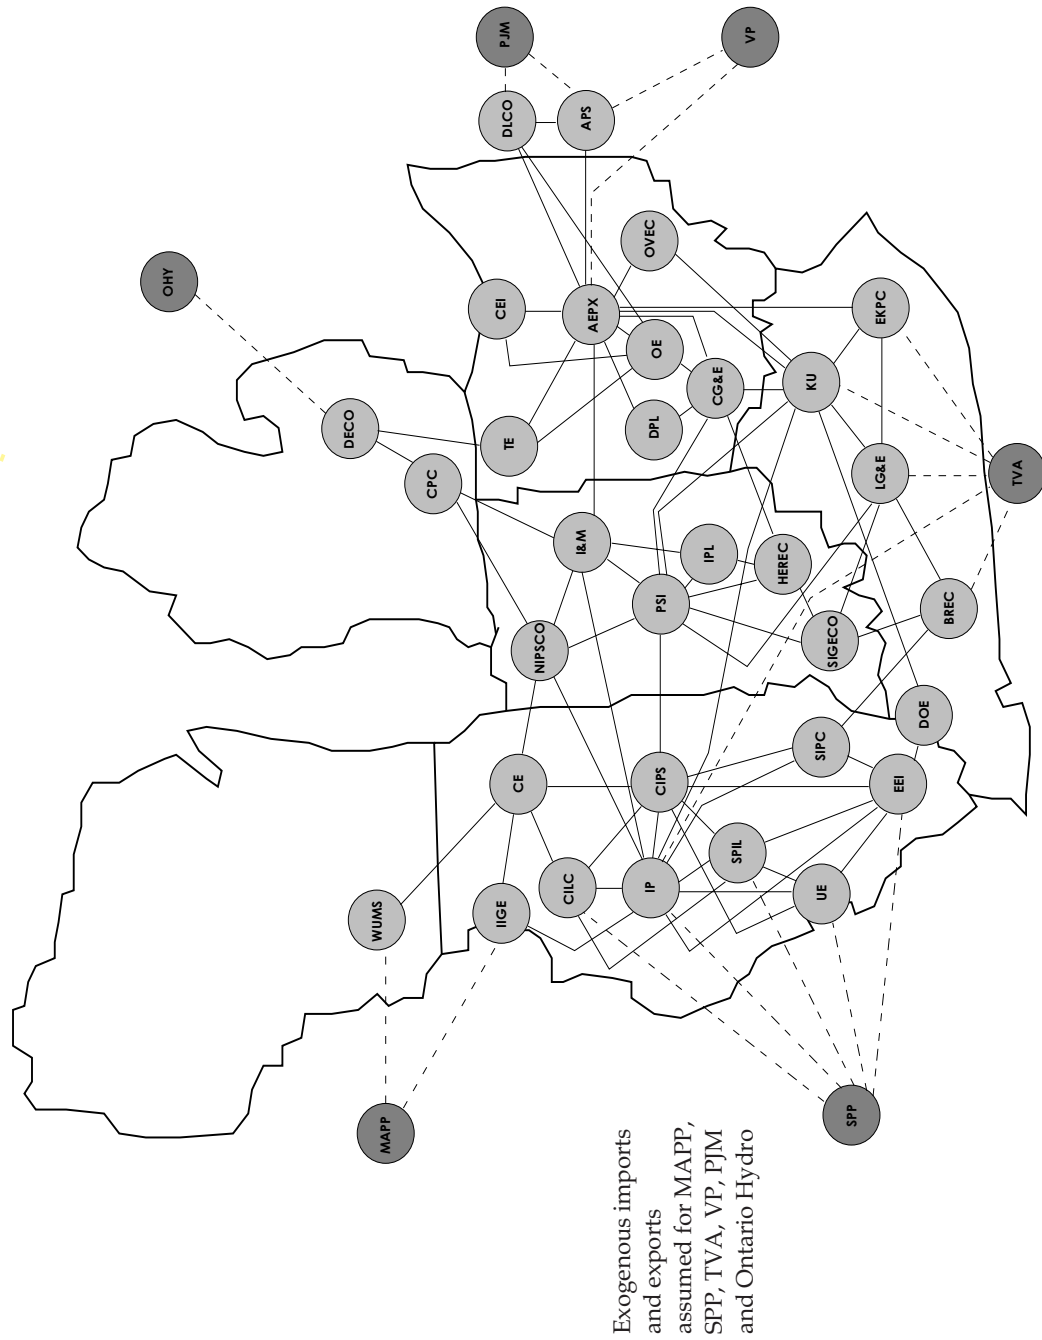 PJM
VP
DLCO
APS
OHY
OVEC
CEI
AEPX
EKPC
OE
KU
CG&E
DECO
DPL
TE
CPC
LG&E
TVA
I&M
IPL
HEREC
PSI
BREC
SIGECO
NIPSCO
DOE
SIPC
CE
CIPS
EEI
SPIL
CILC
IP
UE
IIGE
WUMS
SPP
MAPP
Exogenous imports
and exports
assumed for MAPP,
SPP, TVA, VP, PJM
and Ontario Hydro